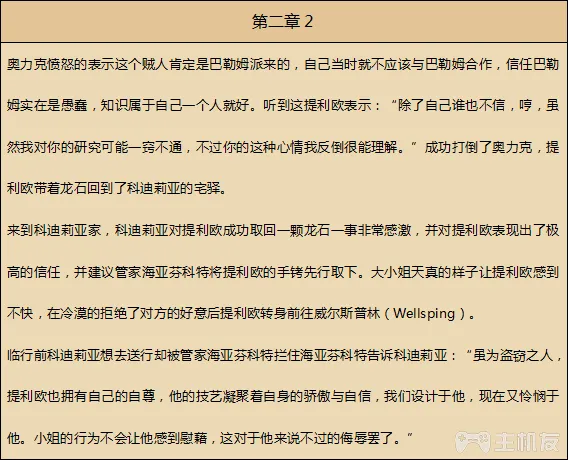 第二章 2
奥力克愤怒的表示这个贼人肯定是巴勒姆派来的，自己当时就不应该与巴勒姆合作，信任巴勒
姆实在是愚蠢，知识属于自己一个人就好。听到这提利欧表示：“除了自己谁也不信，哼，虽
然我对你的研究可能一窍不通，不过你的这种心情我反倒很能理解。”成功打倒了奥力克，提
利欧带着龙石回到了科迪莉亚的宅驿。
来到科迪莉亚家，科迪莉亚对提利欧成功取回一颗龙石一事非常感激，并对提利欧表现出了极
高的信任，并建议管家海亚芬科特将提利欧的手铐先行取下。大小姐天真的样子让提利欧感到
不快，在冷漠的拒绝了对方的好意后提利欧转身前往威尔斯普林（Wellsping）。
临行前科迪莉亚想去送行却被管家海亚芬科特拦住海亚芬科特告诉科迪莉亚：“虽为盗窃之人，
提利欧也拥有自己的自尊，他的技艺凝聚着自身的骄傲与自信，我们设计于他，现在又怜悯于
他。小姐的行为不会让他感到慰藉，这对于他来说不过的侮辱罢了。”
主机友